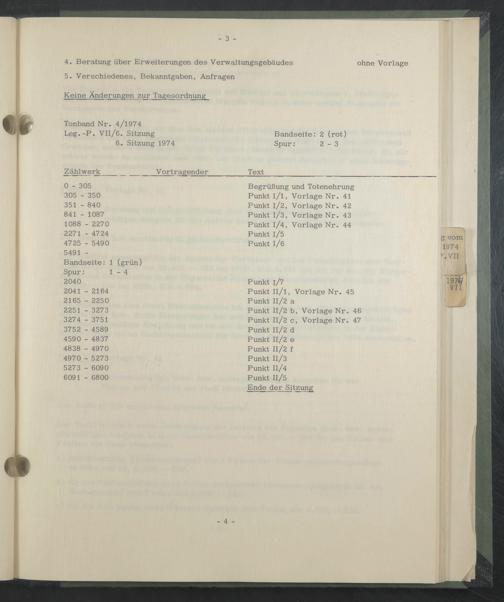 - 3 -
4. Beratung über Erweiterungen des Verwaltungsgebäudes ohne Vorlage
5. Verschiedenes, Bekanntgaben, Anfragen
Keine Änderungen zur Tagesordnung
Tonband Nr. 4/1974
Leg.-P. VII/6. Sitzung Bandseite: 2 (rot)
6. Sitzung 1974 Spur: 2 - 3
Zählwerk Vortragender Text
0 - 305 Begrüßung und Totenehrung
305 - 350 Punkt I/1, Vorlage Nr. 41
351 - 840 Punkt I/2, Vorlage Nr. 42
841 - 1087 Punkt I/3, Vorlage Nr. 43
1088 - 2270 Punkt I/4, Vorlage Nr. 44
2271 - 4724 Punkt I/5
4725 - 5490 Punkt I/6
5491 -
Bandseite: 1 (grün)
Spur: 1 - 4
2040 Punkt I/7
2041 - 2164 Punkt II/1, Vorlage Nr. 45
2165 - 2250 Punkt II/2 a
2251 - 3273 Punkt II/2 b, Vorlage Nr. 46
3274 - 3751 Punkt II/2 c, Vorlage Nr. 47
3752 - 4589 Punkt II/2 d
4590 - 4837 Punkt II/2 e
4838 - 4970 Punkt II/2 f
4970 - 5273 Punkt II/3
5273 - 6090 Punkt II/4
6091 - 6800 Punkt II/5
Ende der Sitzung
- 4 -
g vom
1974
VII
1974/
VII